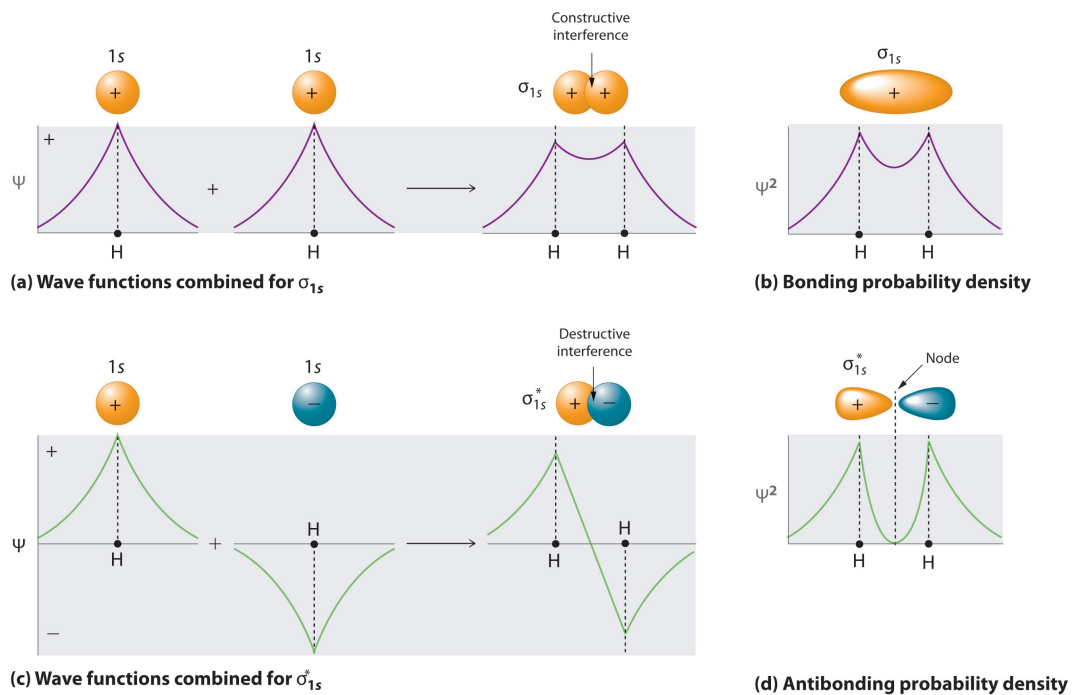 Constructive
interference
1s
1s
σ1s
+
+
+ +
σ1s
+
+
Ψ
+
H
H
H H
(a) Wave functions combined for σ1s
Ψ²
H H
(b) Bonding probability density
Destructive
interference
1s
1s
σ*1s
+
−
+ −
σ*1s
Node
+ −
+
Ψ
+
−
H
H
H
H
(c) Wave functions combined for σ*1s
Ψ²
H H
(d) Antibonding probability density